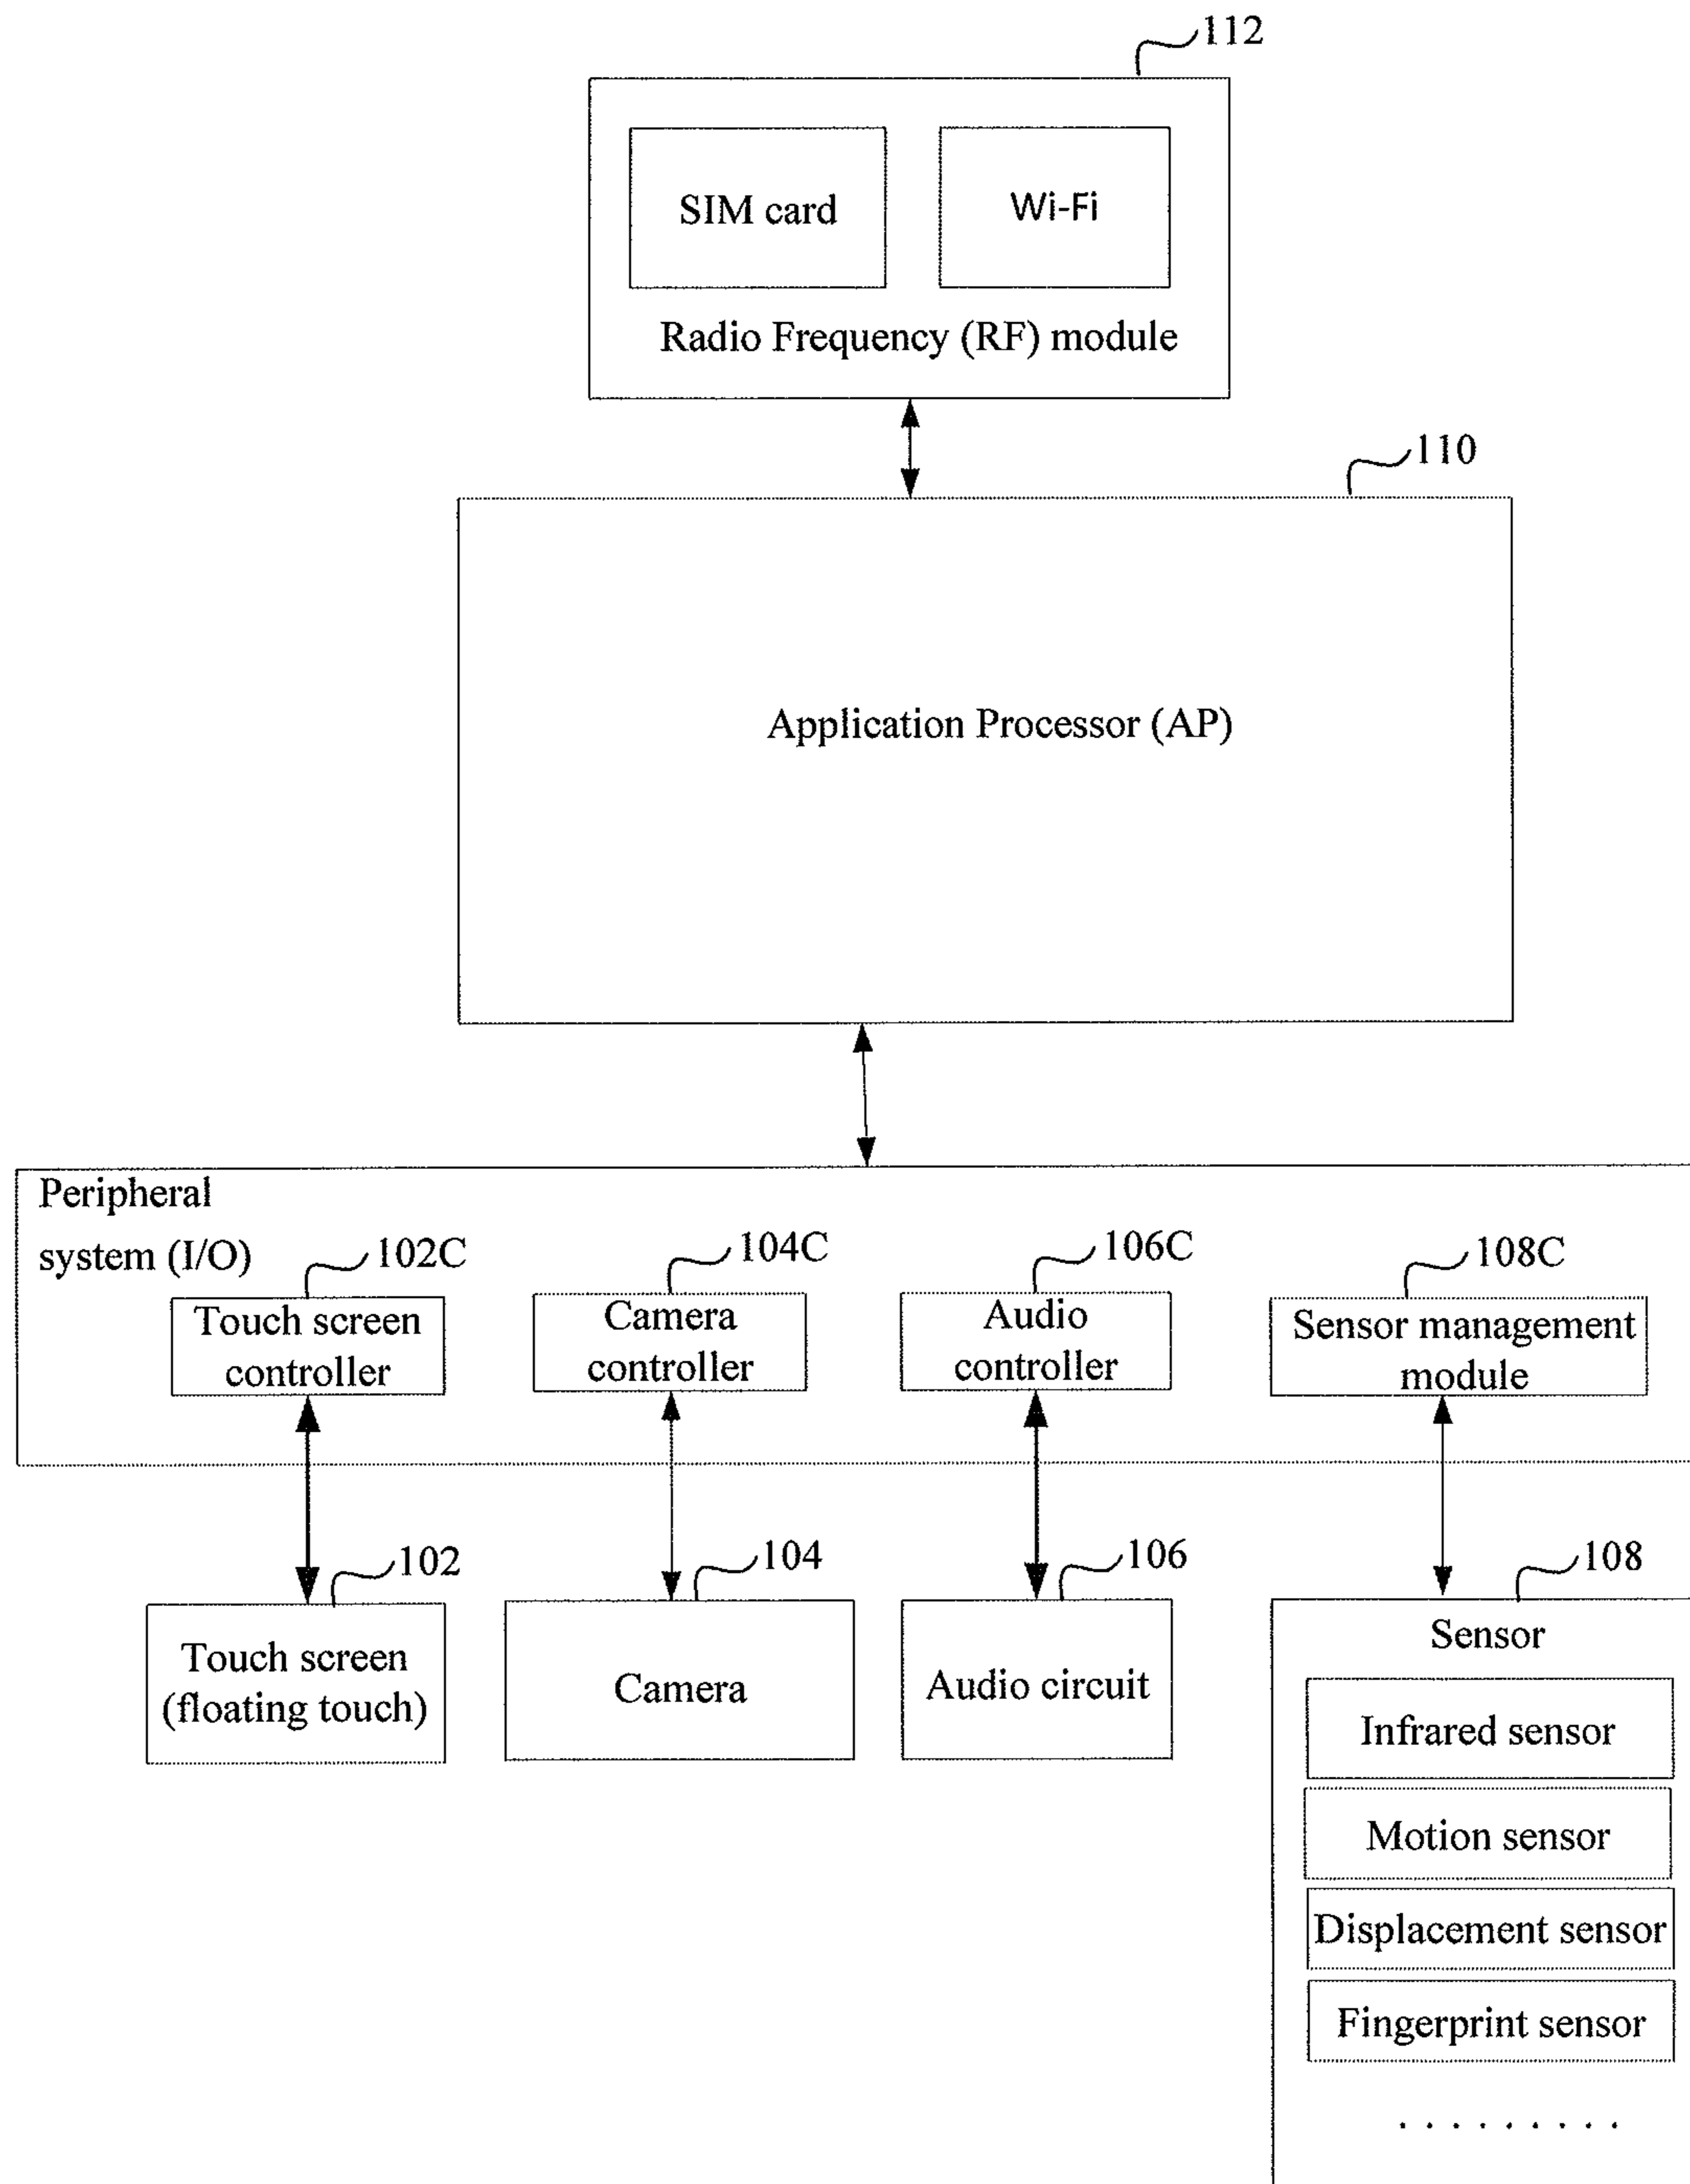 112
SIM card
Wi-Fi
Radio Frequency (RF) module
110
Application Processor (AP)
Peripheral
system (I/O)
102C
104C
106C
108C
Touch screen
controller
Camera
controller
Audio
controller
Sensor management
module
102
104
106
108
Touch screen
(floating touch)
Camera
Audio circuit
Sensor
Infrared sensor
Motion sensor
Displacement sensor
Fingerprint sensor
. . . . . . . . .